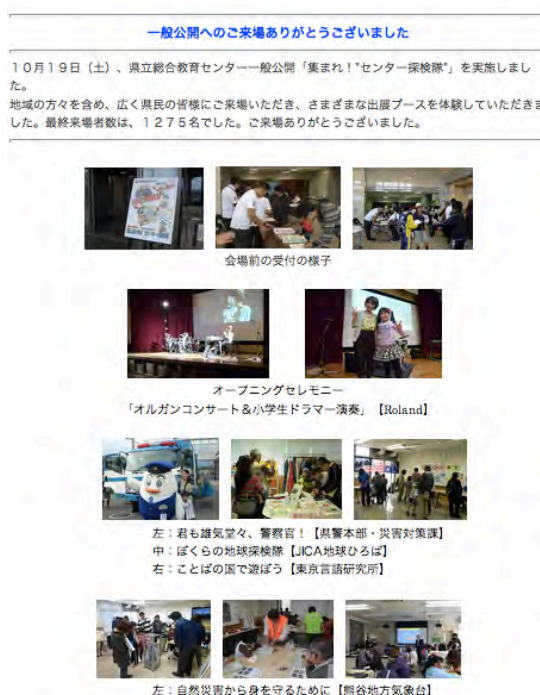 一般公開へのご来場ありがとうございました
10月19日（土）、県立総合教育センター一般公開「集まれ！"センター探検隊"」を実施しまし
た。
地域の方々を含め、広く県民の皆様にご来場いただき、さまざまな出展ブースを体験していただきま
した。最終来場者数は、1275名でした。ご来場ありがとうございました。
会場前の受付の様子
オープニングセレモニー
「オルガンコンサート＆小学生ドラマー演奏」【Roland】
左：君も雄気堂々、警察官！【県警本部・災害対策課】
中：ぼくらの地球探検隊【JICA地球ひろば】
右：ことばの国で遊ぼう【東京言語研究所】
左：自然災害から身を守るために【熊谷地方気象台】